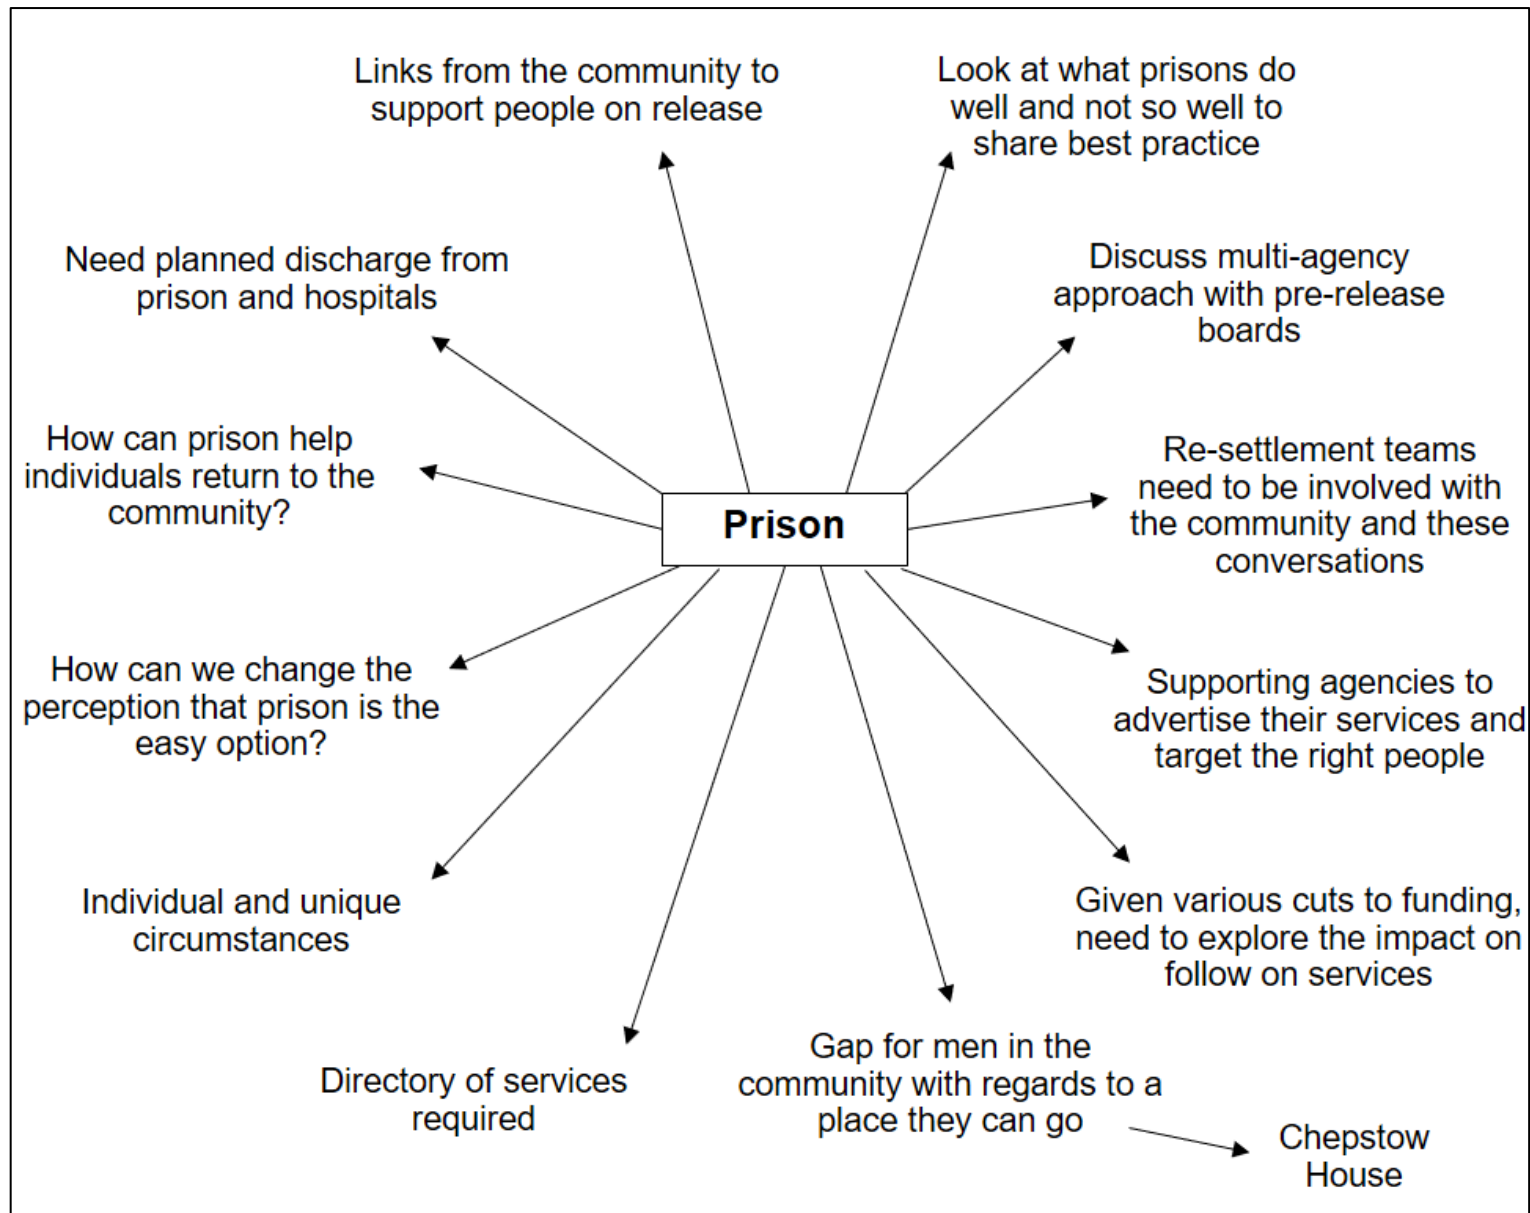 Links from the community to
support people on release
Look at what prisons do
well and not so well to
share best practice
Need planned discharge from
prison and hospitals
Discuss multi-agency
approach with pre-release
boards
How can prison help
individuals return to the
community?
Prison
Re-settlement teams
need to be involved with
the community and these
conversations
How can we change the
perception that prison is the
easy option?
Supporting agencies to
advertise their services and
target the right people
Individual and unique
circumstances
Given various cuts to funding,
need to explore the impact on
follow on services
Directory of services
required
Gap for men in the
community with regards to a
place they can go
Chepstow
House